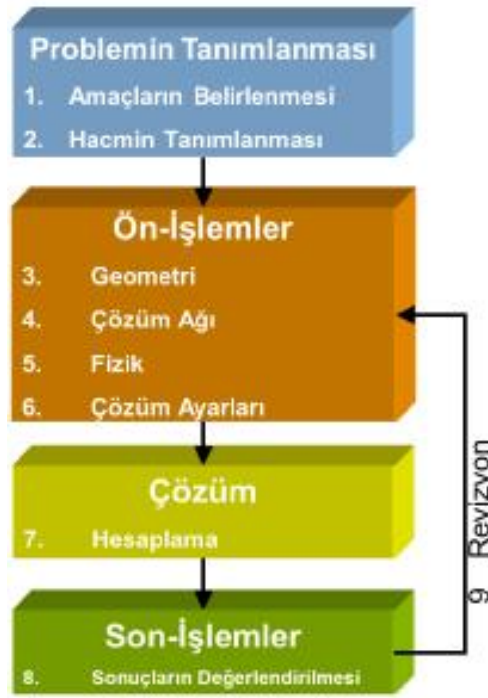 Problemin Tanımlanması
1. Amaçların Belirlenmesi
2. Hacmin Tanımlanması
Ön-İşlemler
3. Geometri
4. Çözüm Ağı
5. Fizik
6. Çözüm Ayarları
Çözüm
7. Hesaplama
Son-İşlemler
8. Sonuçların Değerlendirilmesi
9 Revizyon